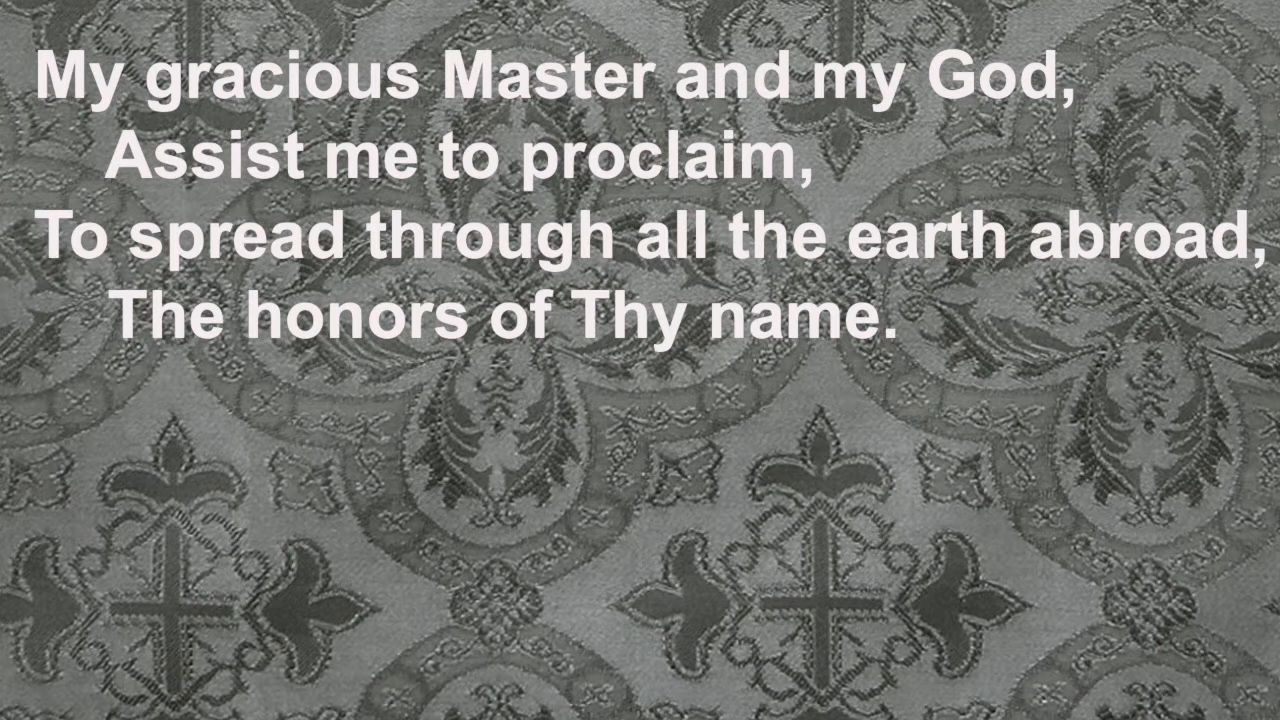 My gracious Master and my God,
Assist me to proclaim,
To spread through all the earth abroad,
The honors of Thy name.